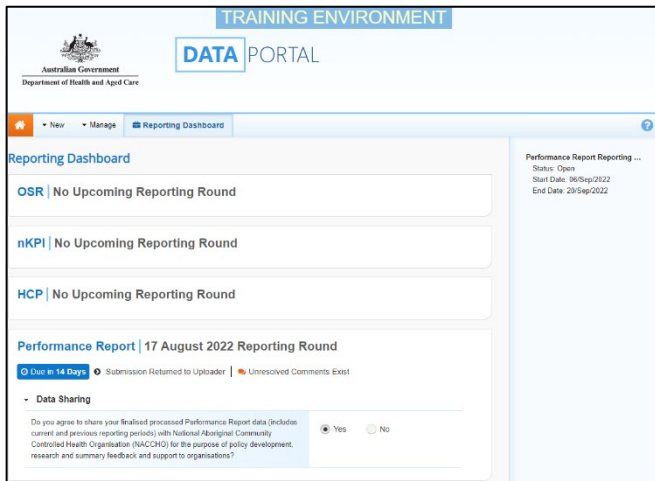 TRAINING ENVIRONMENT
Australian Government
Department of Health and Aged Care
DATA PORTAL
New Manage Reporting Dashboard ?
Reporting Dashboard
OSR | No Upcoming Reporting Round
nKPI | No Upcoming Reporting Round
HCP | No Upcoming Reporting Round
Performance Report | 17 August 2022 Reporting Round
Due in 14 Days Submission Returned to Uploader | Unresolved Comments Exist
Data Sharing
Do you agree to share your finalised processed Performance Report data (includes
current and previous reporting periods) with National Aboriginal Community
Controlled Health Organisation (NACCHO) for the purpose of policy development,
research and summary feedback and support to organisations?
Yes No
Performance Report Reporting ...
Status: Open
Start Date: 06/Sep/2022
End Date: 20/Sep/2022